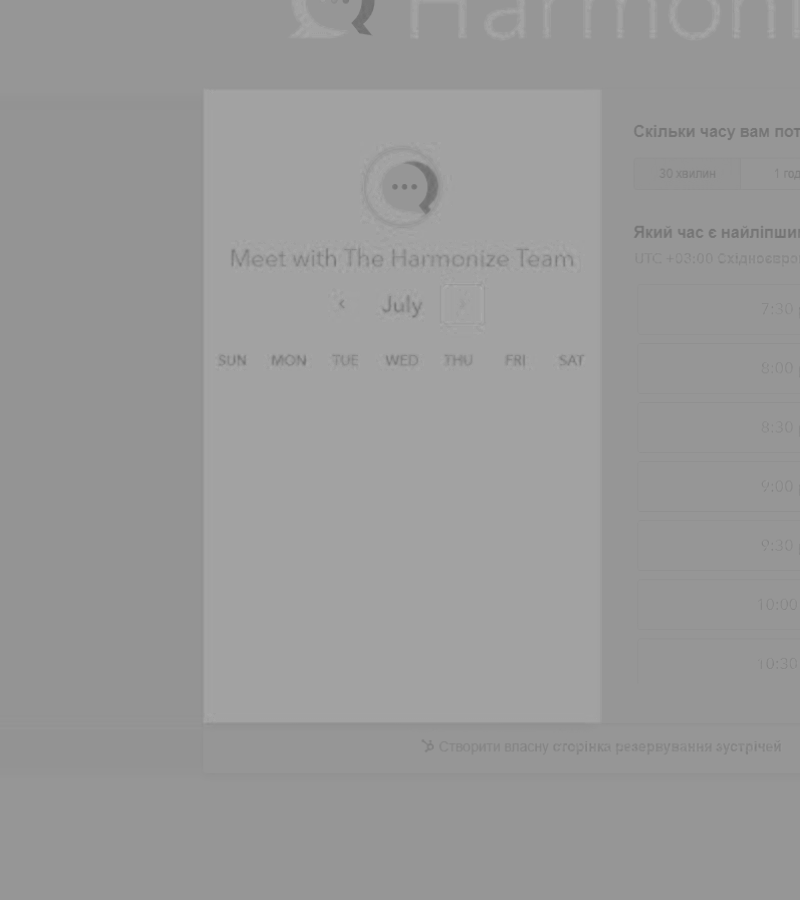 Harmoni
Meet with The Harmonize Team
July
SUN MON TUE WED THU FRI SAT
Скільки часу вам пот
30 хвилин
1 год
Який час є найліпши
UTC +03:00 Східноєвро
7:30
8:00
8:30
9:00
9:30
10:00
10:30
Створити власну сторінка резервування зустрічей